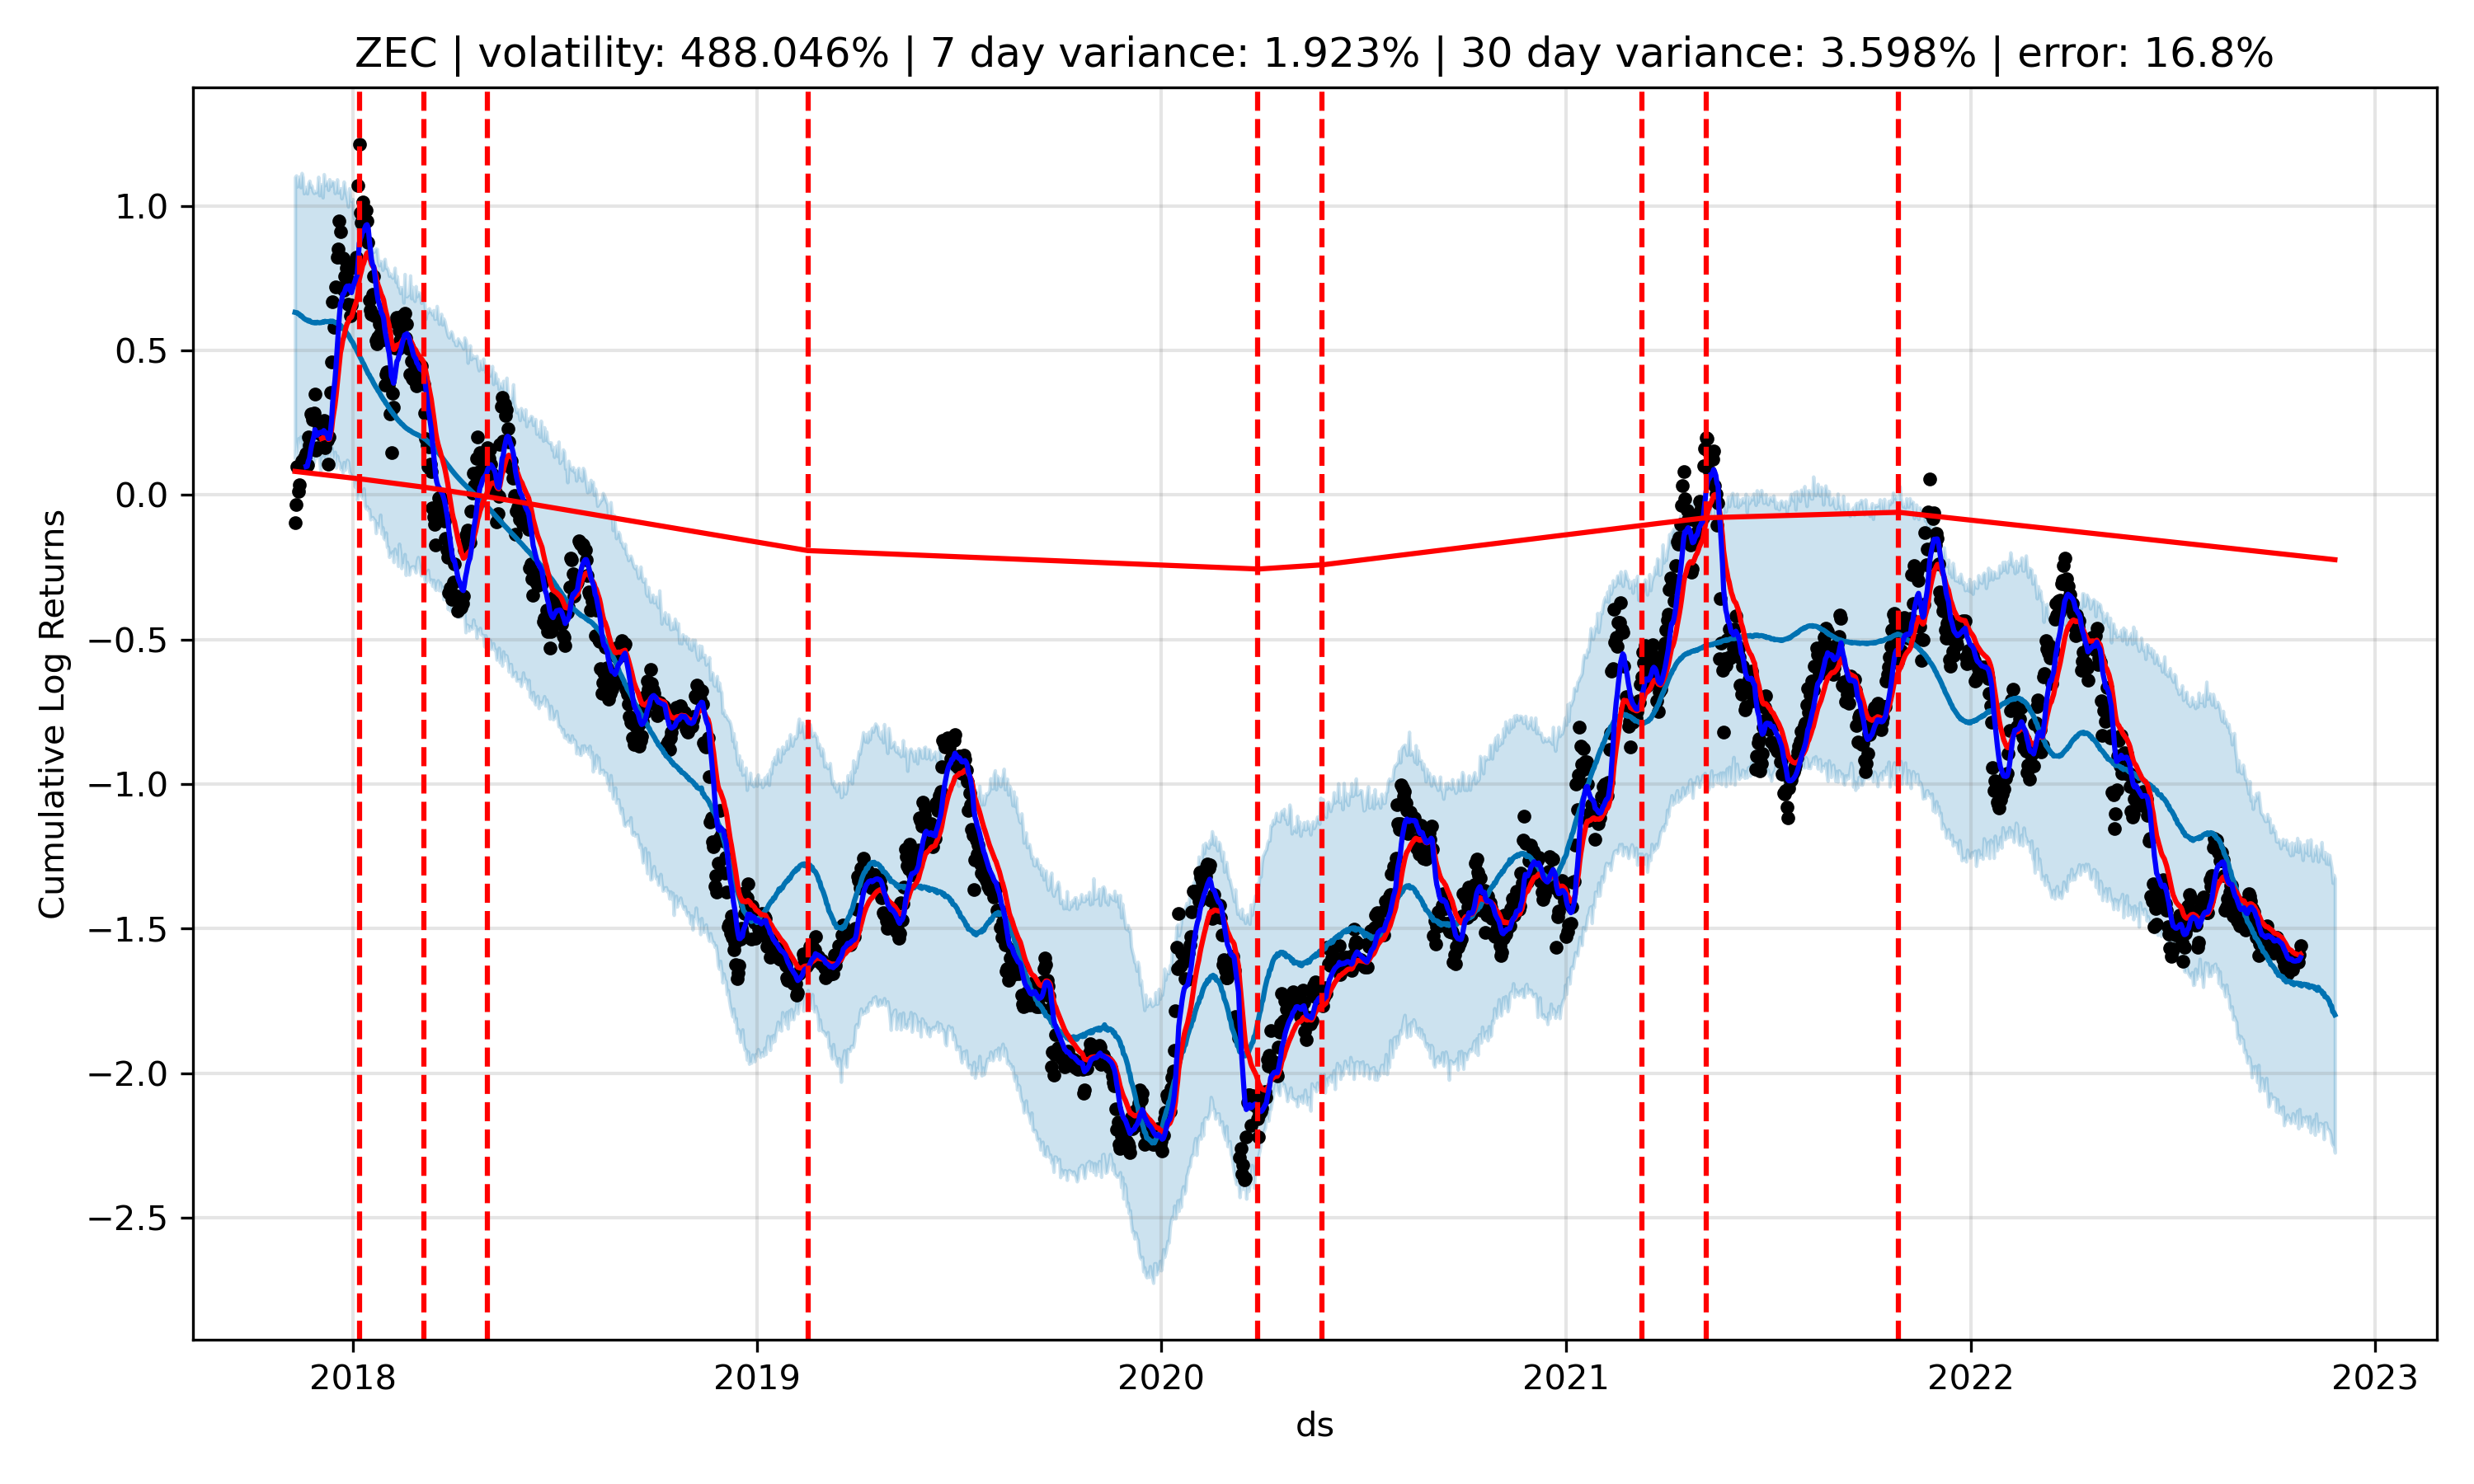 ZEC | volatility: 488.046% | 7 day variance: 1.923% | 30 day variance: 3.598% | error: 16.8%
Cumulative Log Returns
1.0
0.5
0.0
−0.5
−1.0
−1.5
−2.0
−2.5
2018 2019 2020 2021 2022 2023
ds